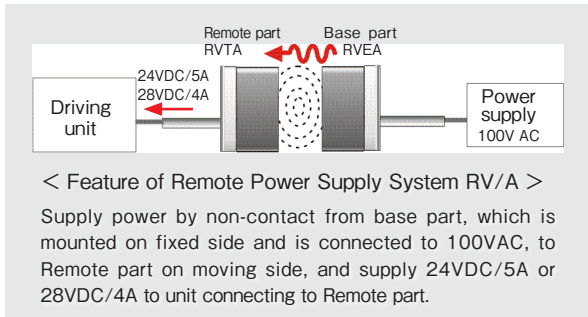 Remote part Base part
RVTA RVEA
24VDC/5A
28VDC/4A
Driving
unit
Power
supply
100V AC
< Feature of Remote Power Supply System RV/A >
Supply power by non-contact from base part, which is
mounted on fixed side and is connected to 100VAC, to
Remote part on moving side, and supply 24VDC/5A or
28VDC/4A to unit connecting to Remote part.